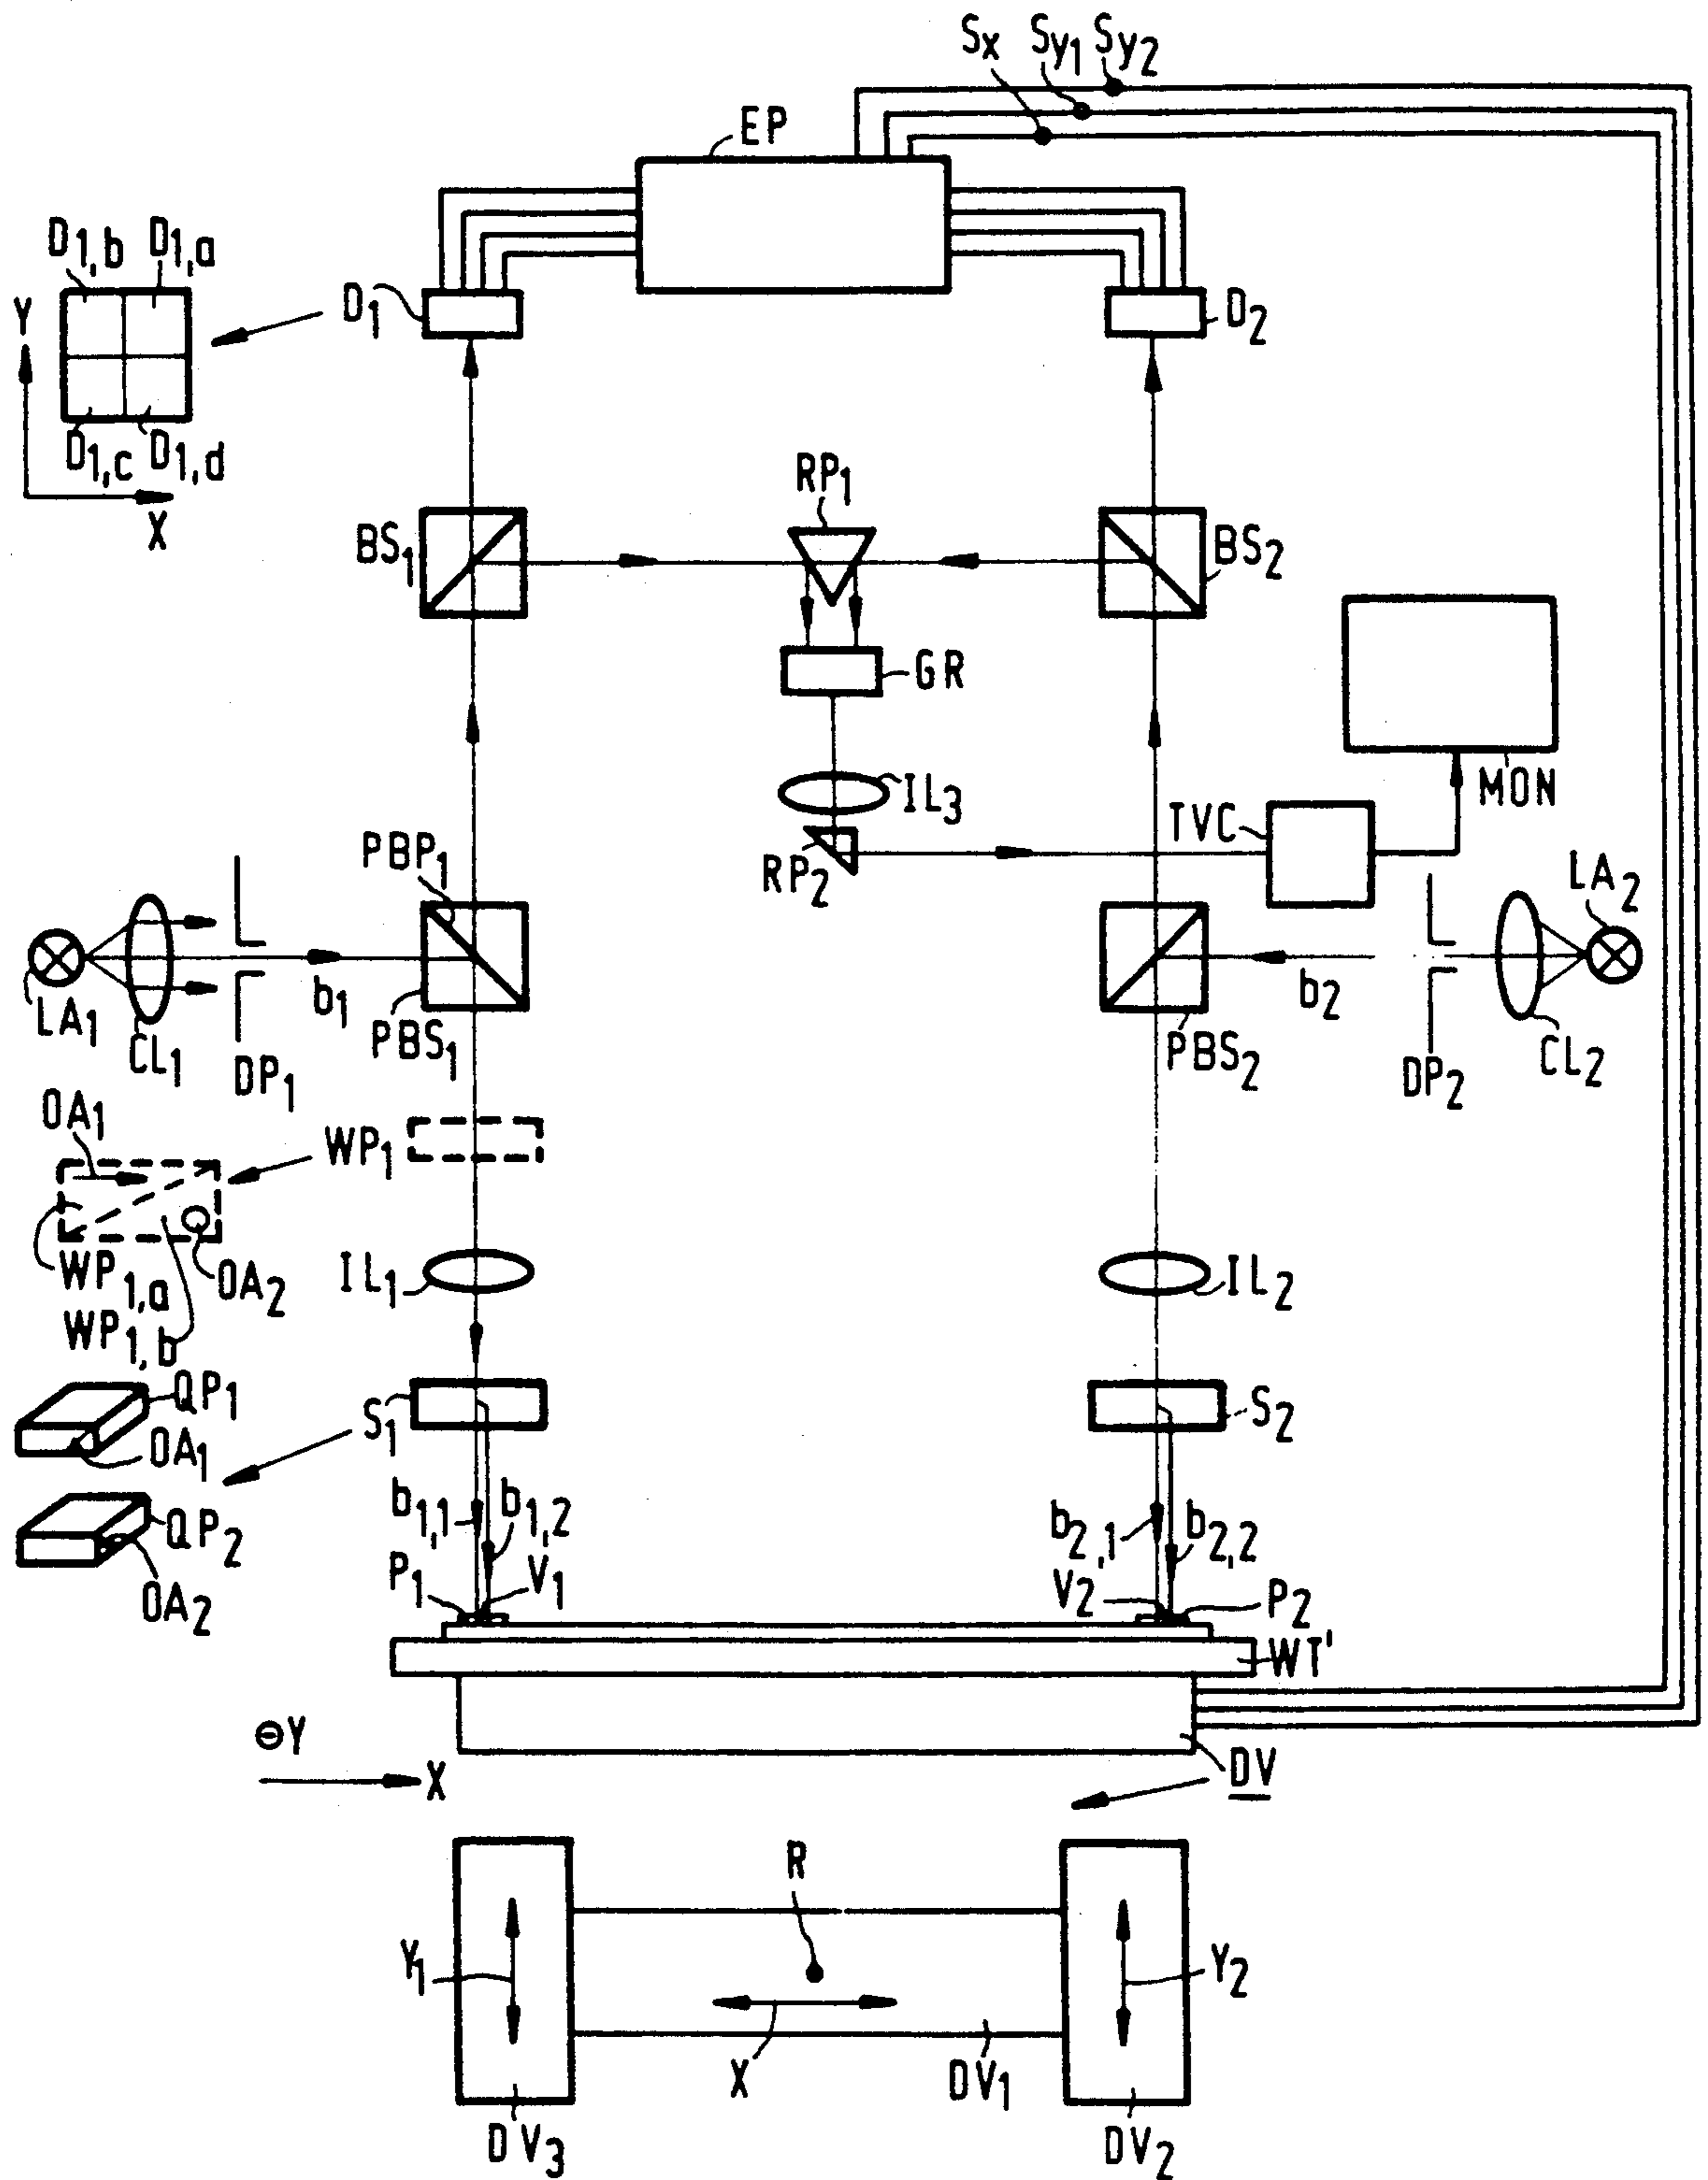 Sx Sy1 Sy2
EP
D1,b D1,a
Y
D1
D2
D1,c D1,d
X
RP1
BS1
BS2
GR
MON
IL3
TVC
PBP1
RP2
LA2
b1
b2
LA1
CL1
DP1
PBS1
PBS2
DP2
CL2
OA1
WP1
WP1,a
OA2
WP1,b
IL1
IL2
QP1
OA1
S1
S2
QP2
OA2
b1,1
b1,2
b2,1
b2,2
P1
V1
V2
P2
WT'
ΘY
X
DV
R
Y1
Y2
X
DV1
DV3
DV2